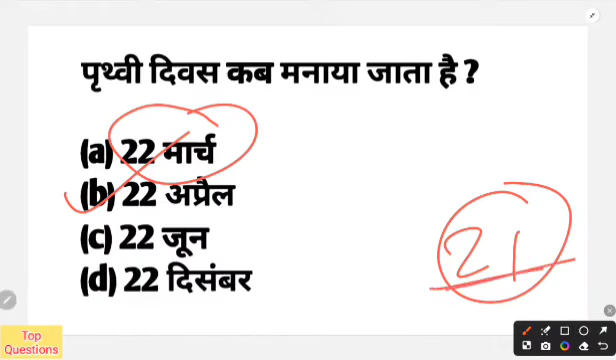 पृथ्वी दिवस कब मनाया जाता है ?
(a) 22 मार्च
(b) 22 अप्रैल
(c) 22 जून
(d) 22 दिसंबर
21
Top
Questions